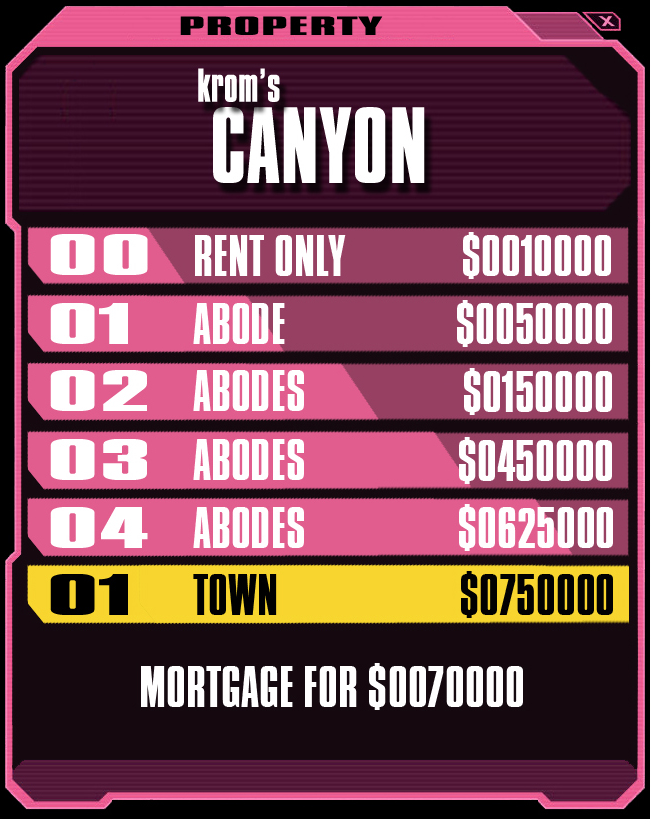 PROPERTY X
krom's
CANYON
00 RENT ONLY $0010000
01 ABODE $0050000
02 ABODES $0150000
03 ABODES $0450000
04 ABODES $0625000
01 TOWN $0750000
MORTGAGE FOR $0070000